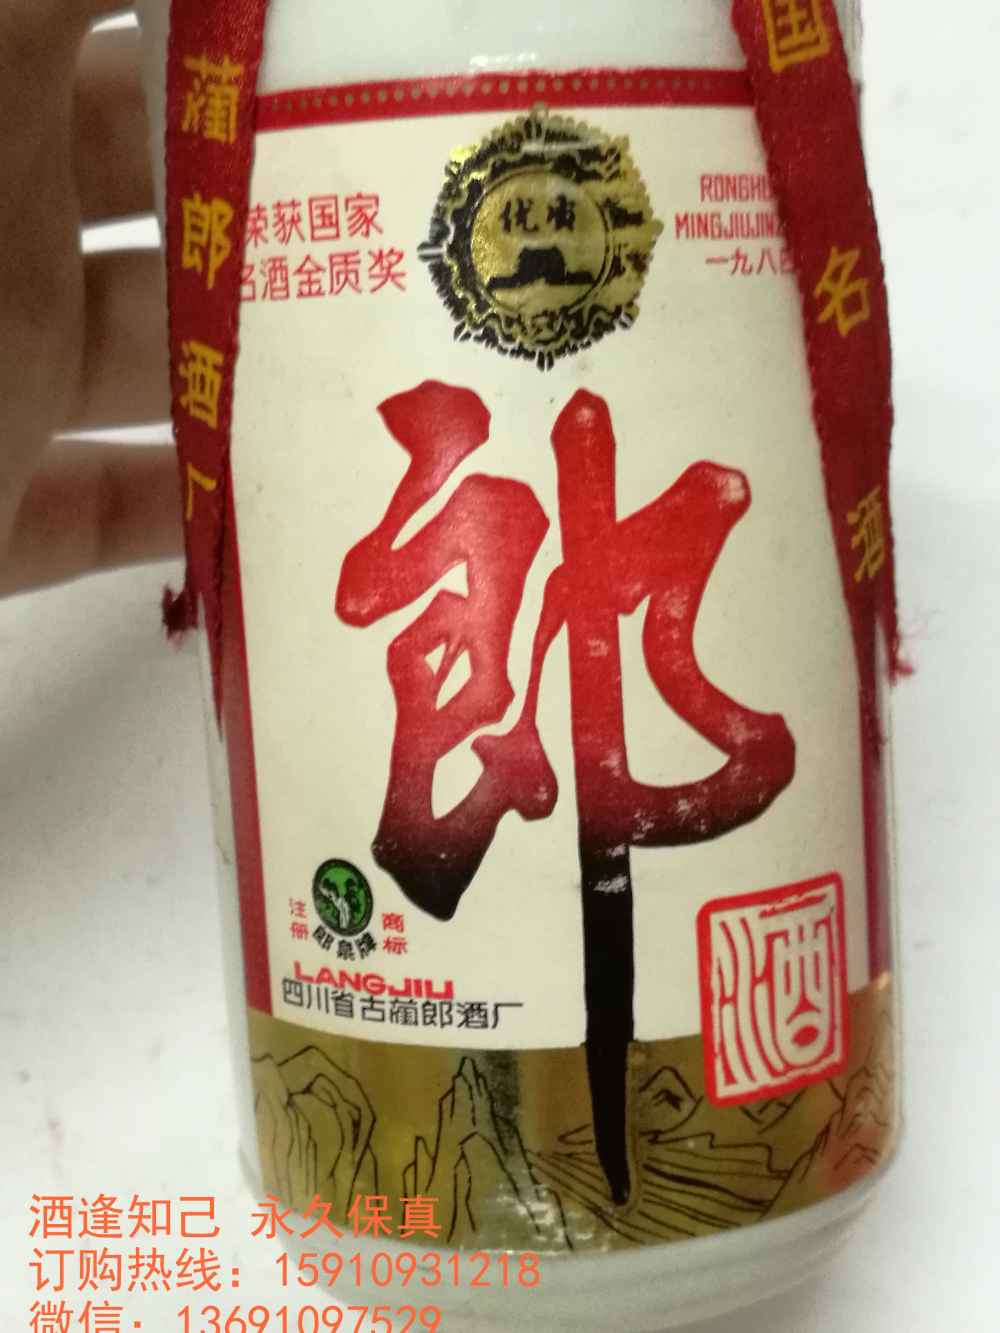 蔺郎酒厂
国名酒
荣获国家
名酒金质奖
RONGHU
MINGJIUJINZ
一九八四
优
郎
酒
注册
商标
郎泉牌
LANGJIU
四川省古蔺郎酒厂
酒逢知己 永久保真
订购热线：15910931218
微信：13691097529